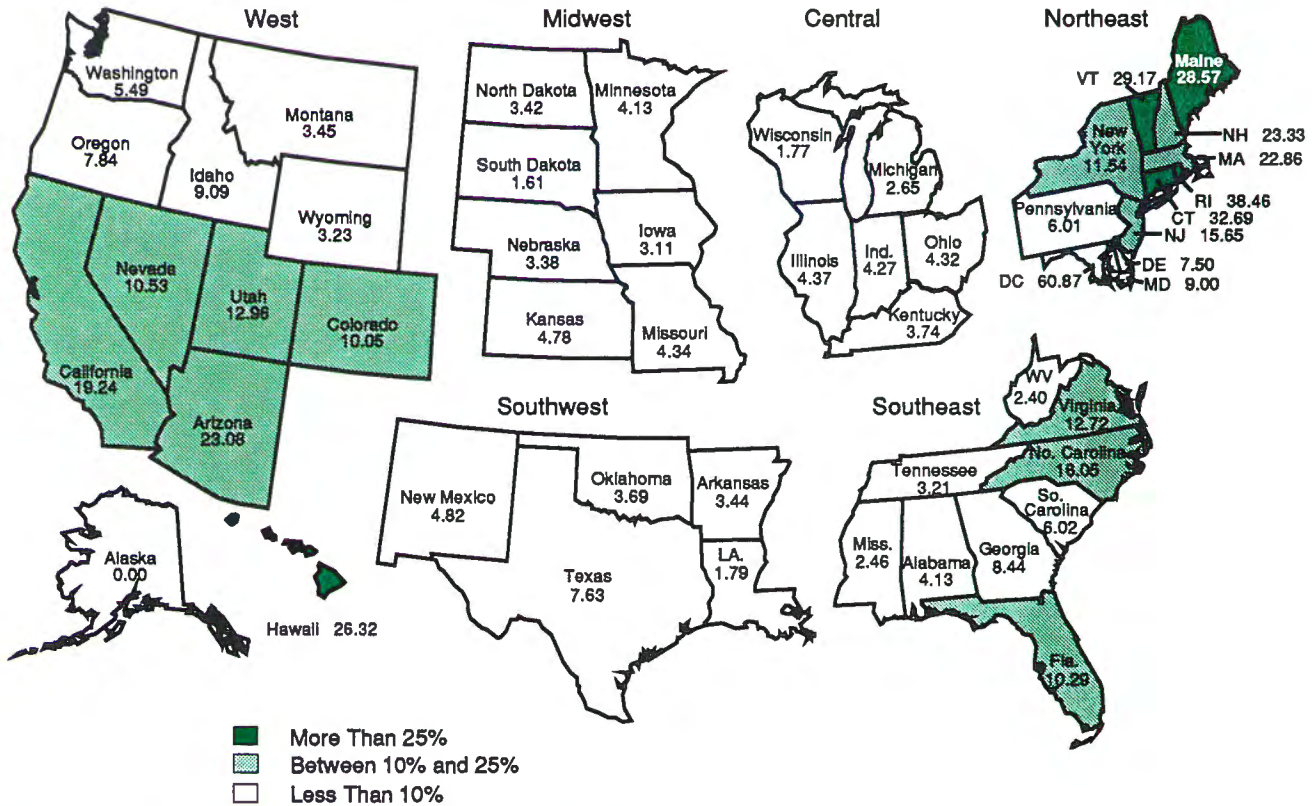 West
Washington
5.49
Montana
3.45
Oregon
7.84
Idaho
9.09
Wyoming
3.23
Nevada
10.53
Utah
12.96
Colorado
10.05
California
19.24
Arizona
23.08
Alaska
0.00
Hawaii 26.32
Midwest
North Dakota
3.42
Minnesota
4.13
South Dakota
1.61
Nebraska
3.38
Iowa
3.11
Kansas
4.78
Missouri
4.34
Central
Wisconsin
1.77
Michigan
2.65
Illinois
4.37
Ind.
4.27
Ohio
4.32
Kentucky
3.74
Northeast
Maine
28.57
VT 29.17
NH 23.33
New
York
11.54
MA 22.86
RI 38.46
CT 32.69
Pennsylvania
6.01
NJ 15.65
DE 7.50
MD 9.00
DC 60.87
Southwest
New Mexico
4.82
Oklahoma
3.69
Arkansas
3.44
Texas
7.63
LA.
1.79
Southeast
WV
2.40
Virginia
12.72
No. Carolina
16.05
Tennessee
3.21
So.
Carolina
6.02
Miss.
2.46
Alabama
4.13
Georgia
8.44
Fla.
10.29
More Than 25%
Between 10% and 25%
Less Than 10%